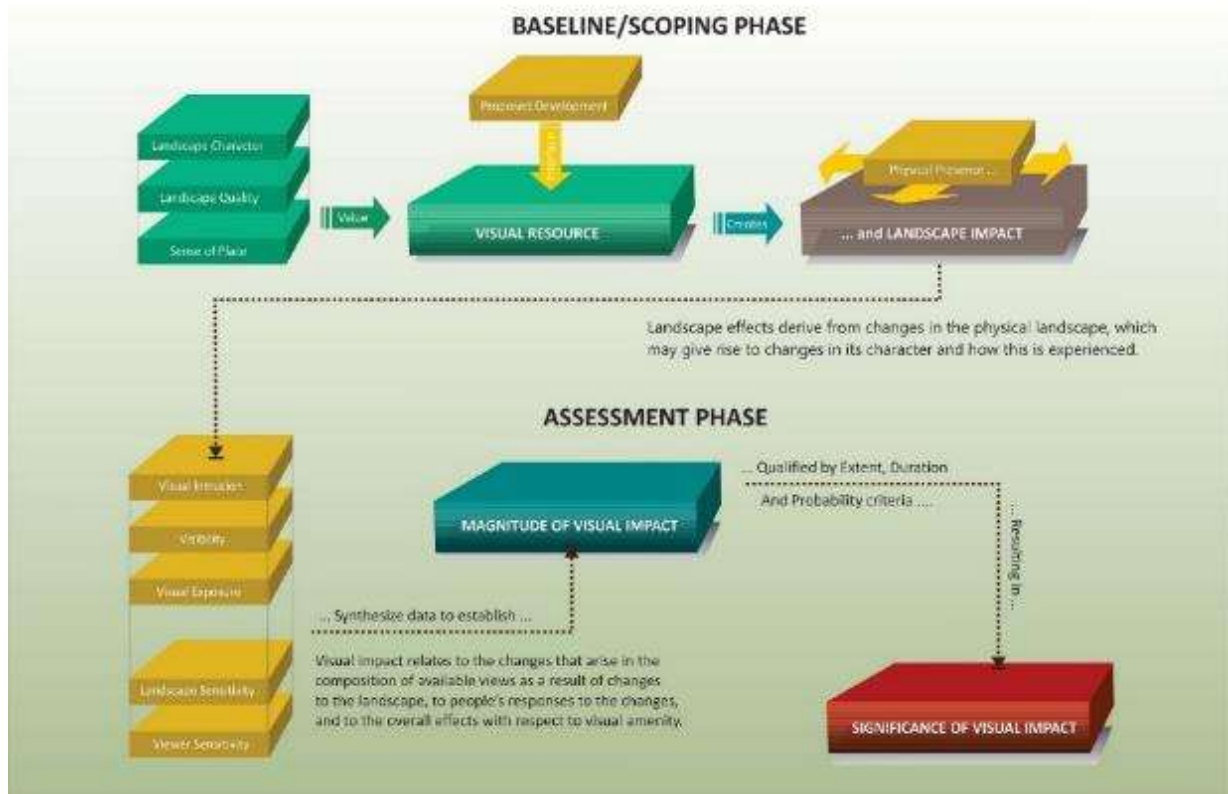 BASELINE/SCOPING PHASE
Proposed Development
Landscape Character
Landscape Quality
Sense of Place
Value
VISUAL RESOURCE
Creates
Physical Presence ...
... and LANDSCAPE IMPACT
Landscape effects derive from changes in the physical landscape, which
may give rise to changes in its character and how this is experienced.
ASSESSMENT PHASE
Visual Intrusion
Visibility
Visual Exposure
Landscape Sensitivity
Viewer Sensitivity
... Synthesize data to establish ...
MAGNITUDE OF VISUAL IMPACT
Visual impact relates to the changes that arise in the
composition of available views as a result of changes
to the landscape, to people's responses to the changes,
and to the overall effects with respect to visual amenity.
... Qualified by Extent, Duration
And Probability criteria ....
... Resulting in ...
SIGNIFICANCE OF VISUAL IMPACT